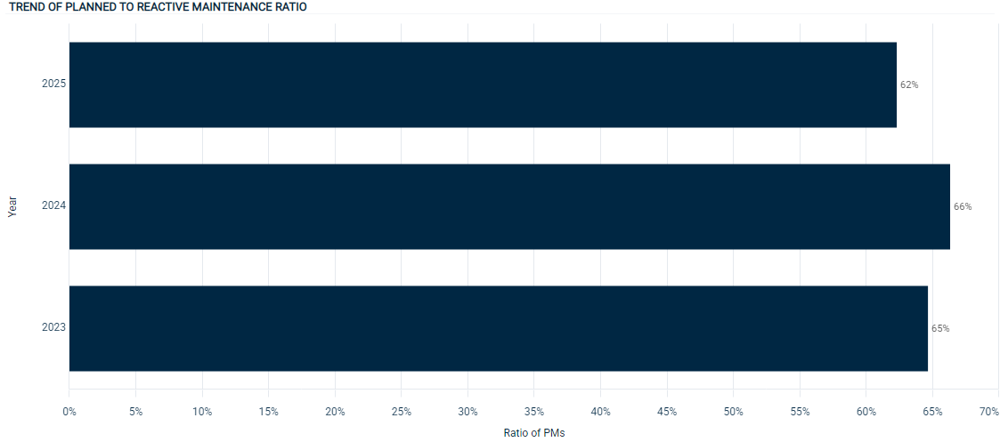 TREND OF PLANNED TO REACTIVE MAINTENANCE RATIO
2025
62%
Year
2024
66%
2023
65%
0% 5% 10% 15% 20% 25% 30% 35% 40% 45% 50% 55% 60% 65% 70%
Ratio of PMs